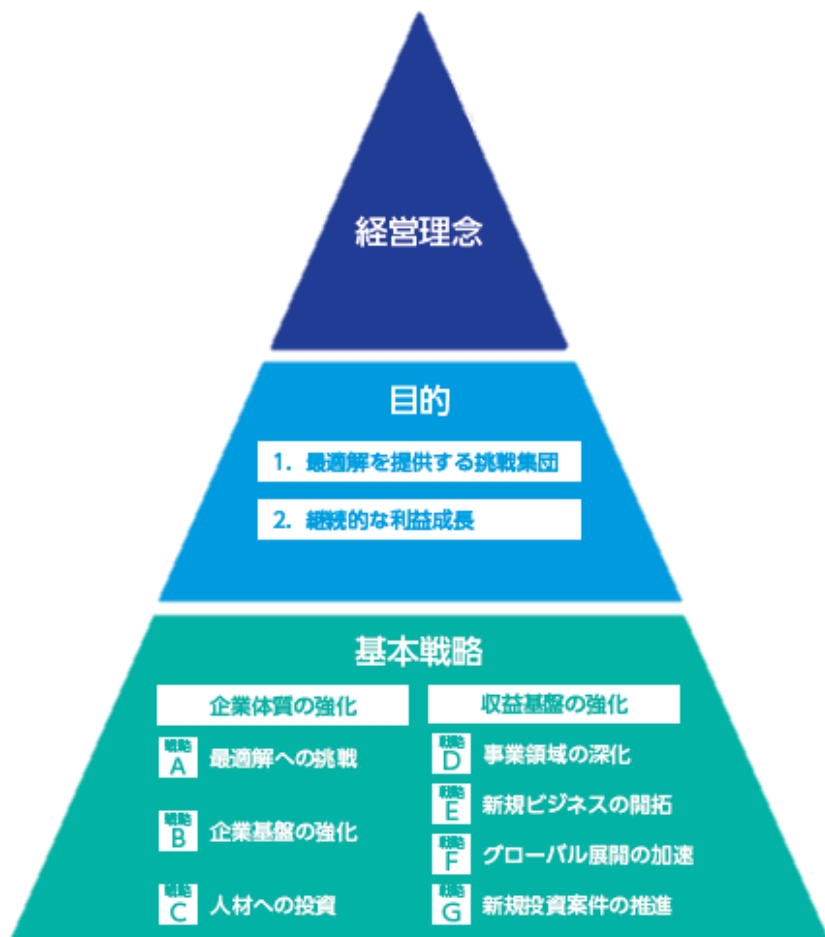 経営理念
目的
1. 最適解を提供する挑戦集団
2. 継続的な利益成長
基本戦略
企業体質の強化
戦略
A 最適解への挑戦
戦略
B 企業基盤の強化
戦略
C 人材への投資
収益基盤の強化
戦略
D 事業領域の深化
戦略
E 新規ビジネスの開拓
戦略
F グローバル展開の加速
戦略
G 新規投資案件の推進